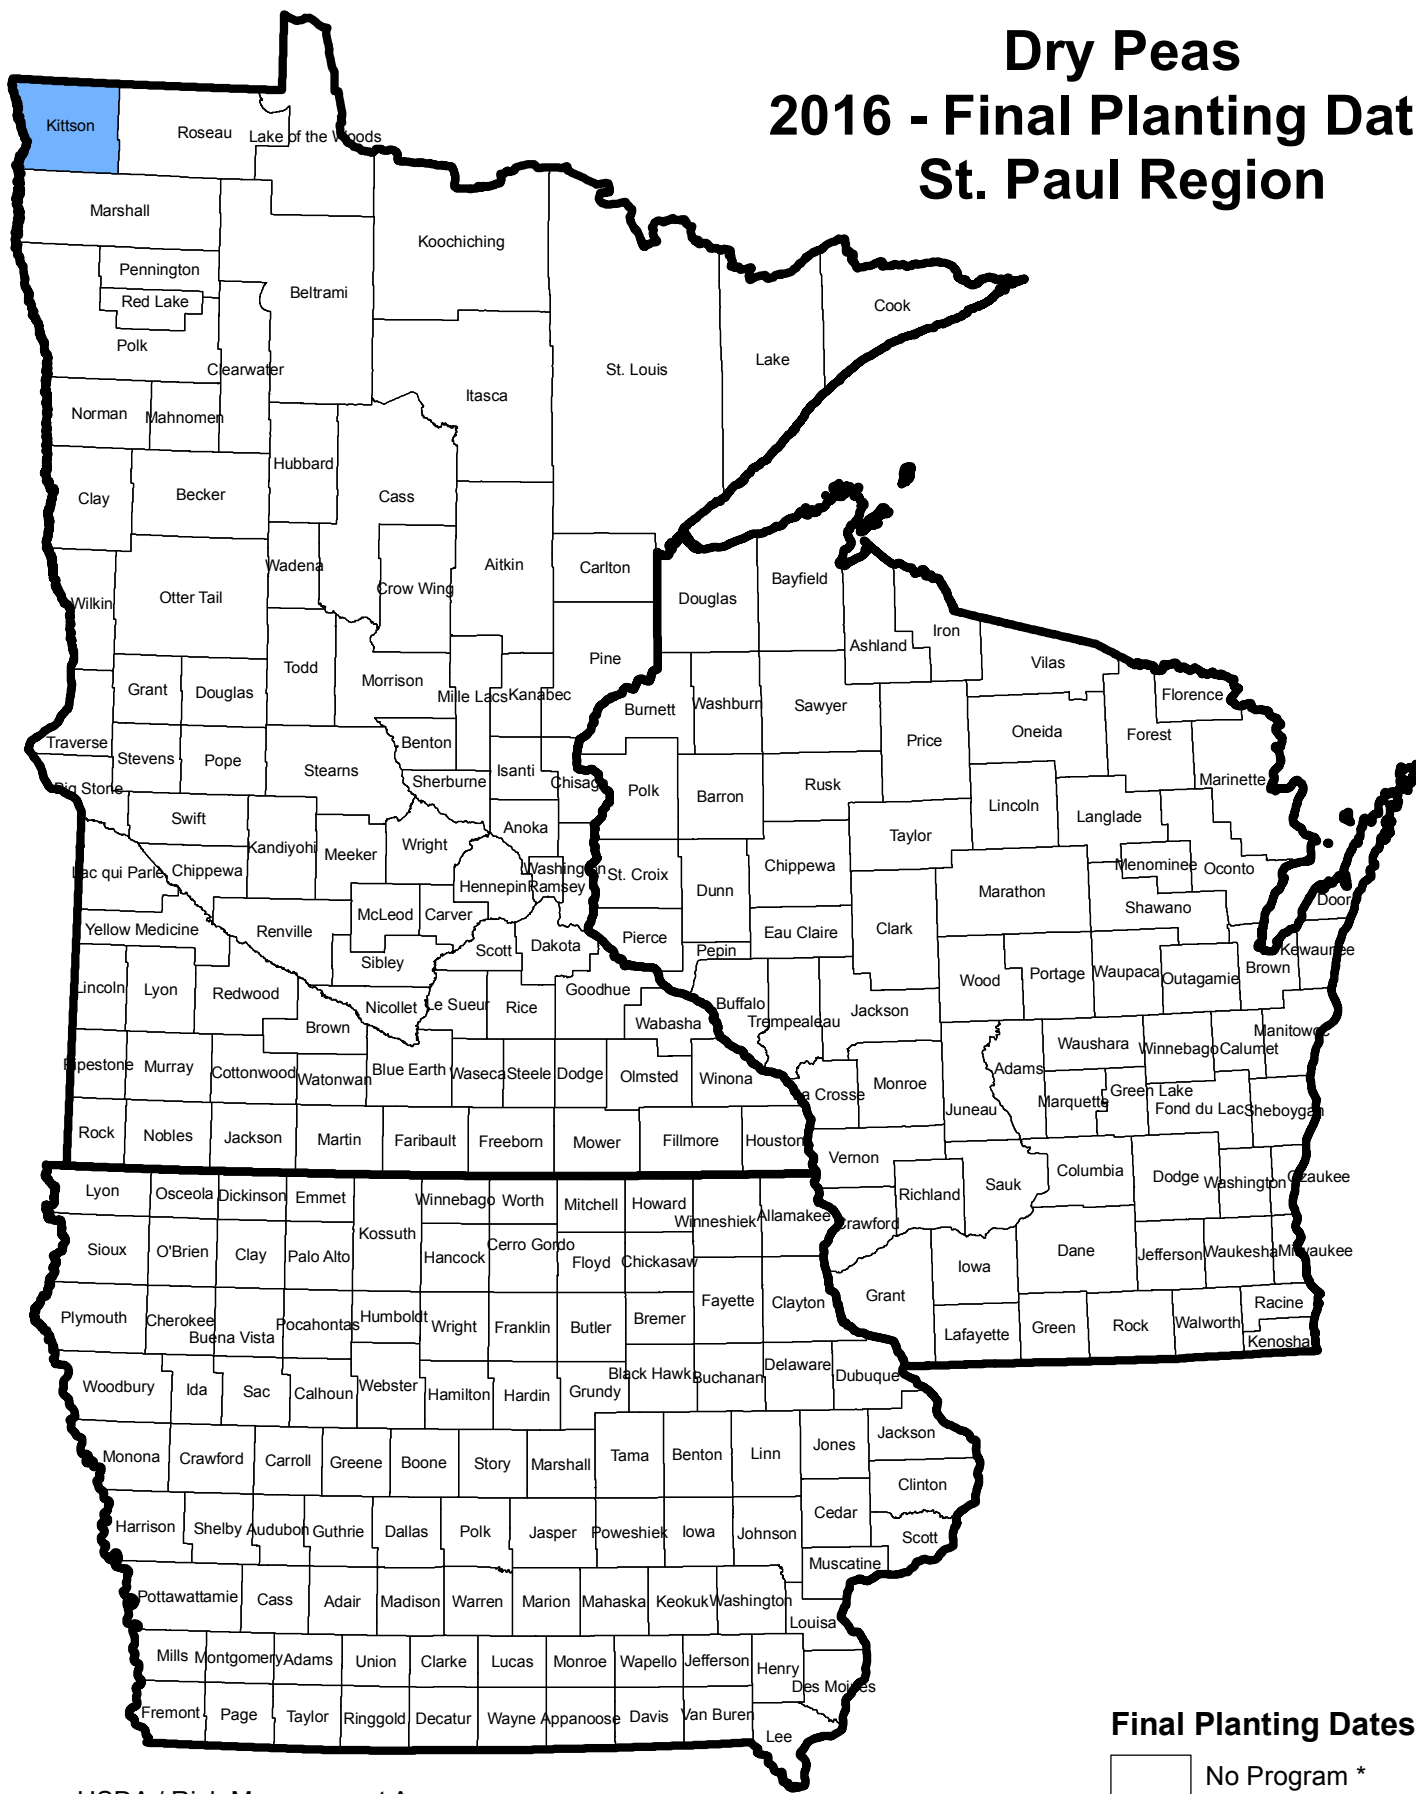 Dry Peas
2016 - Final Planting Dat
St. Paul Region
Kittson
Roseau
Lake of the Woods
Marshall
Koochiching
Pennington
Beltrami
Red Lake
Cook
Polk
Clearwater
Lake
St. Louis
Itasca
Norman
Mahnomen
Hubbard
Clay
Becker
Cass
Aitkin
Carlton
Wadena
Crow Wing
Bayfield
Wilkin
Otter Tail
Douglas
Iron
Ashland
Pine
Vilas
Todd
Morrison
Grant
Douglas
Mille Lacs
Kanabec
Florence
Washburn
Sawyer
Burnett
Oneida
Forest
Price
Traverse
Benton
Stevens
Pope
Stearns
Isanti
Sherburne
Chisag
Marinette
Big Stone
Polk
Barron
Rusk
Lincoln
Langlade
Swift
Anoka
Taylor
Kandiyohi
Meeker
Wright
Lac qui Parle
Chippewa
Washington
Hennepin
Ramsey
St. Croix
Dunn
Chippewa
Menominee
Oconto
Marathon
Door
McLeod
Carver
Shawano
Yellow Medicine
Renville
Scott
Dakota
Pierce
Pepin
Eau Claire
Clark
Kewaunee
Sibley
Wood
Portage
Waupaca
Outagamie
Brown
Lincoln
Lyon
Redwood
Nicollet
Le Sueur
Rice
Goodhue
Buffalo
Trempealeau
Jackson
Brown
Wabasha
Manitowoc
Waushara
Winnebago
Calumet
Pipestone
Murray
Cottonwood
Watonwan
Blue Earth
Waseca
Steele
Dodge
Olmsted
Winona
La Crosse
Monroe
Adams
Juneau
Marquette
Green Lake
Fond du Lac
Sheboygan
Rock
Nobles
Jackson
Martin
Faribault
Freeborn
Mower
Fillmore
Houston
Vernon
Richland
Sauk
Columbia
Dodge
Washington
Ozaukee
Lyon
Osceola
Dickinson
Emmet
Winnebago
Worth
Mitchell
Howard
Winneshiek
Allamakee
Crawford
Kossuth
Sioux
O'Brien
Clay
Palo Alto
Hancock
Cerro Gordo
Floyd
Chickasaw
Dane
Jefferson
Waukesha
Milwaukee
Iowa
Grant
Plymouth
Cherokee
Buena Vista
Pocahontas
Humboldt
Wright
Franklin
Butler
Bremer
Fayette
Clayton
Lafayette
Green
Rock
Walworth
Racine
Kenosha
Woodbury
Ida
Sac
Calhoun
Webster
Hamilton
Hardin
Grundy
Black Hawk
Buchanan
Delaware
Dubuque
Monona
Crawford
Carroll
Greene
Boone
Story
Marshall
Tama
Benton
Linn
Jones
Jackson
Clinton
Cedar
Harrison
Shelby
Audubon
Guthrie
Dallas
Polk
Jasper
Poweshiek
Iowa
Johnson
Scott
Muscatine
Pottawattamie
Cass
Adair
Madison
Warren
Marion
Mahaska
Keokuk
Washington
Louisa
Mills
Montgomery
Adams
Union
Clarke
Lucas
Monroe
Wapello
Jefferson
Henry
Des Moines
Fremont
Page
Taylor
Ringgold
Decatur
Wayne
Appanoose
Davis
Van Buren
Lee
Final Planting Dates
No Program *